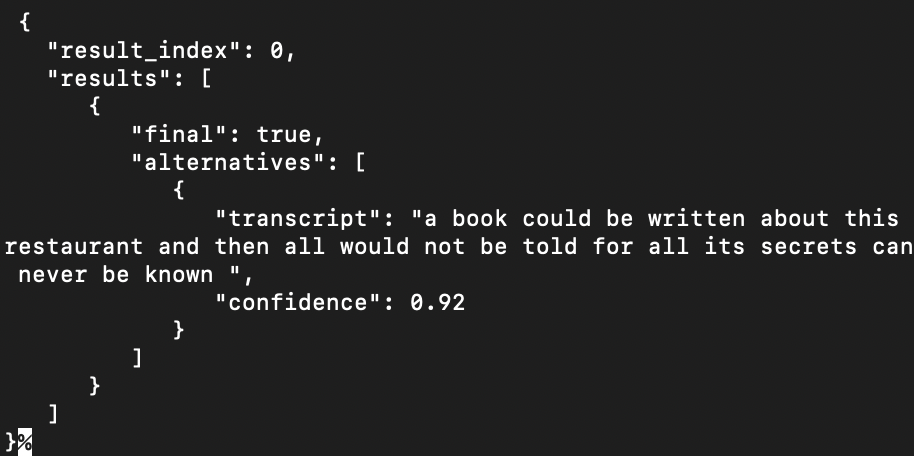 {
"result_index": 0,
"results": [
{
"final": true,
"alternatives": [
{
"transcript": "a book could be written about this
restaurant and then all would not be told for all its secrets can
never be known ",
"confidence": 0.92
}
]
}
]
}%